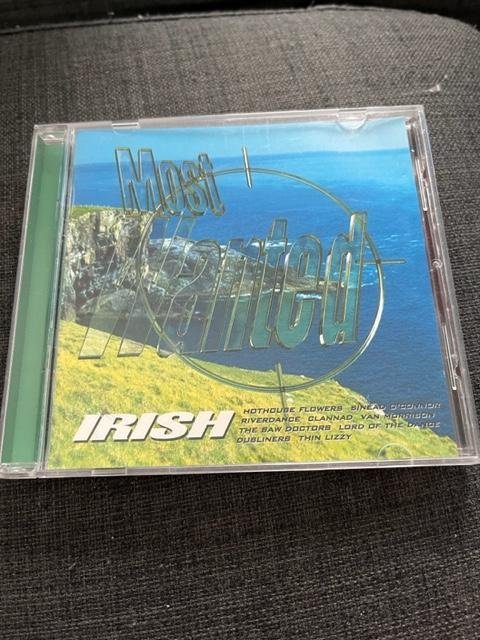 Most
Wanted
IRISH
HOTHOUSE FLOWERS SINEAD O'CONNOR
RIVERDANCE CLANNAD VAN MORRISON
THE SAW DOCTORS LORD OF THE DANCE
DUBLINERS THIN LIZZY